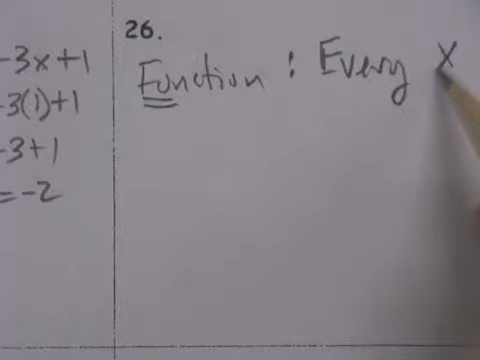 -3x+1
-3(1)+1
-3+1
= -2
26.
Function : Every x